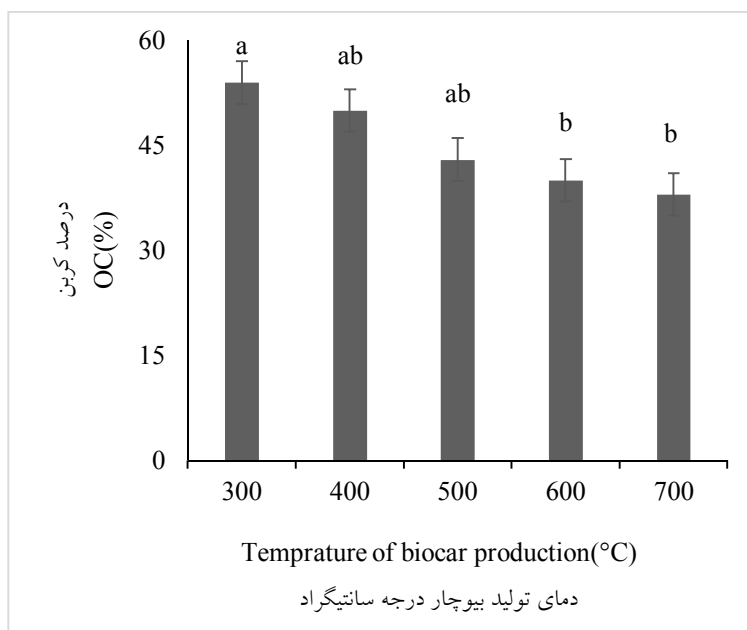 60
45
30
15
0
a
ab
ab
b
b
درصد کربن
OC(%)
300 400 500 600 700
Temprature of biocar production(°C)
دمای تولید بیوچار درجه سانتیگراد